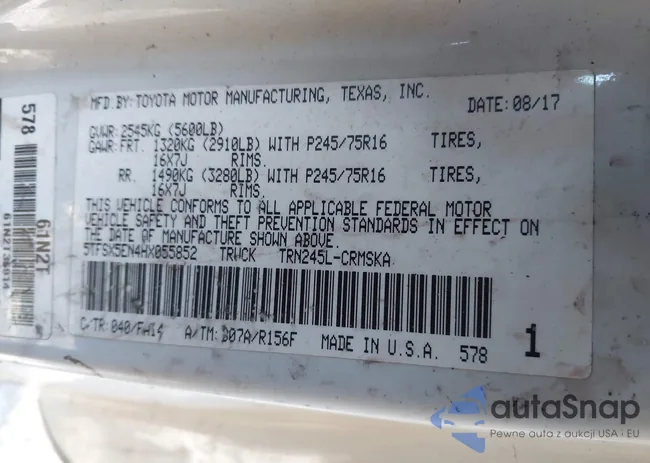 MFD.BY:TOYOTA MOTOR MANUFACTURING, TEXAS, INC. DATE:08/17
GVWR:2545KG (5600LB)
GAWR:FRT. 1320KG (2910LB) WITH P245/75R16 TIRES,
16X7J RIMS.
RR. 1490KG (3280LB) WITH P245/75R16 TIRES,
16X7J RIMS.
THIS VEHICLE CONFORMS TO ALL APPLICABLE FEDERAL MOTOR
VEHICLE SAFETY AND THEFT PREVENTION STANDARDS IN EFFECT ON
THE DATE OF MANUFACTURE SHOWN ABOVE.
5TFSX5EN4HX055852 TRUCK TRN245L-CRMSKA
C/TR:040/FW14 A/TM:B07A/R156F MADE IN U.S.A. 578 1
578
61N2T
autoSnap
Pewne auta z aukcji USA i EU